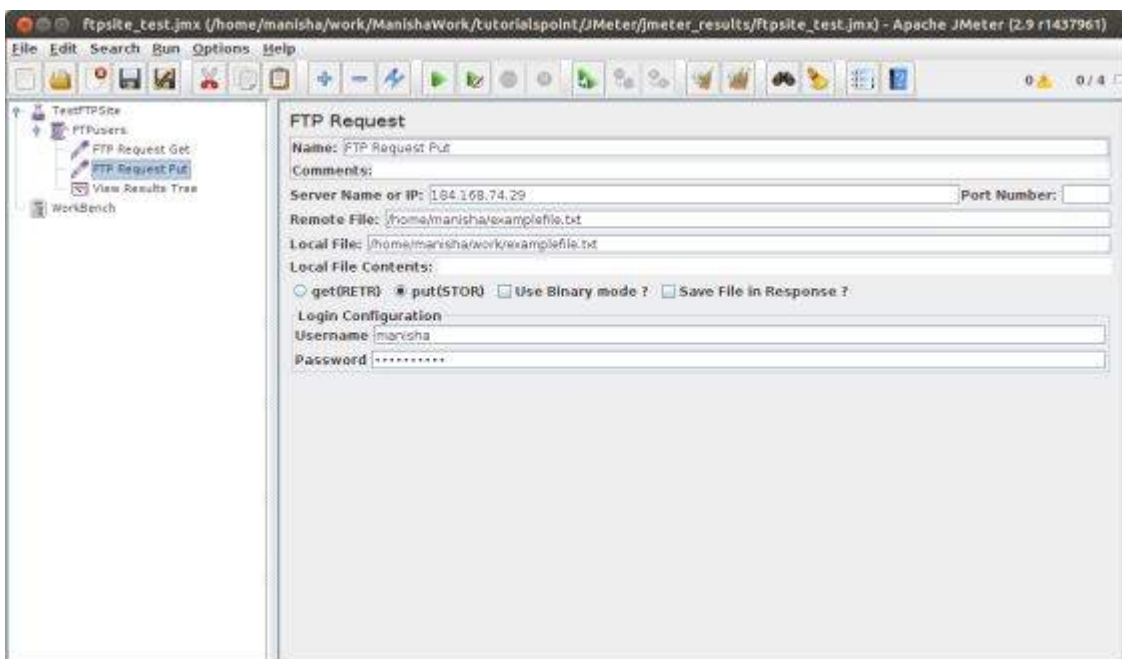 ftpsite_test.jmx (/home/manisha/work/ManishaWork/tutorialspoint/JMeter/jmeter_results/ftpsite_test.jmx) - Apache JMeter (2.9 r1437961)
File Edit Search Run Options Help
0 0 / 4
TestFTPSite
FTPusers
FTP Request Get
FTP Request Put
View Results Tree
WorkBench
FTP Request
Name: FTP Request Put
Comments:
Server Name or IP: 184.168.74.29 Port Number:
Remote File: /home/manisha/examplefile.txt
Local File: /home/manisha/work/examplefile.txt
Local File Contents:
get(RETR) put(STOR) Use Binary mode ? Save File in Response ?
Login Configuration
Username manisha
Password ••••••••••